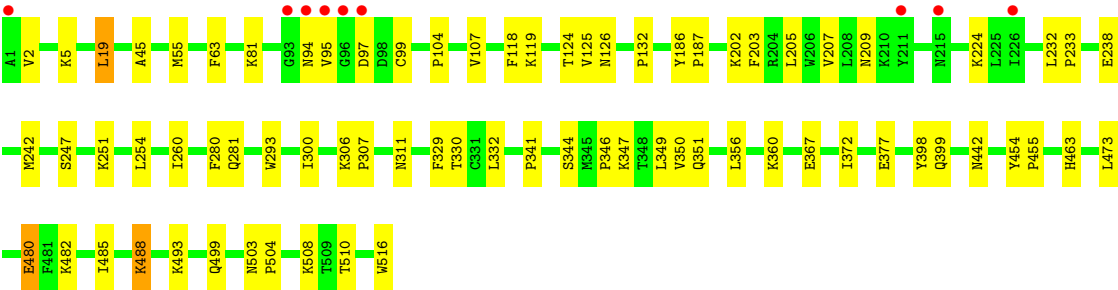 A1 V2 K5 L19 A45 M55 F63 K81 G93 N94 V95 G96 D97 D98 C99 P104 V107 F118 K119 T124 V125 N126 P132 Y186 P187 K202 F203 R204 L205 W206 V207 L208 N209 K210 Y211 N215 K224 L225 I226 L232 P233 E238
M242 S247 K251 L254 I260 F280 Q281 W293 I300 K306 P307 N311 F329 T330 C331 L332 P341 S344 M345 P346 K347 T348 L349 V350 Q351 L356 K360 E367 I372 E377 Y398 Q399 N442 Y454 P455 H463 L473
E480 F481 K482 I485 K488 K493 Q499 N503 P504 K508 T509 T510 W516